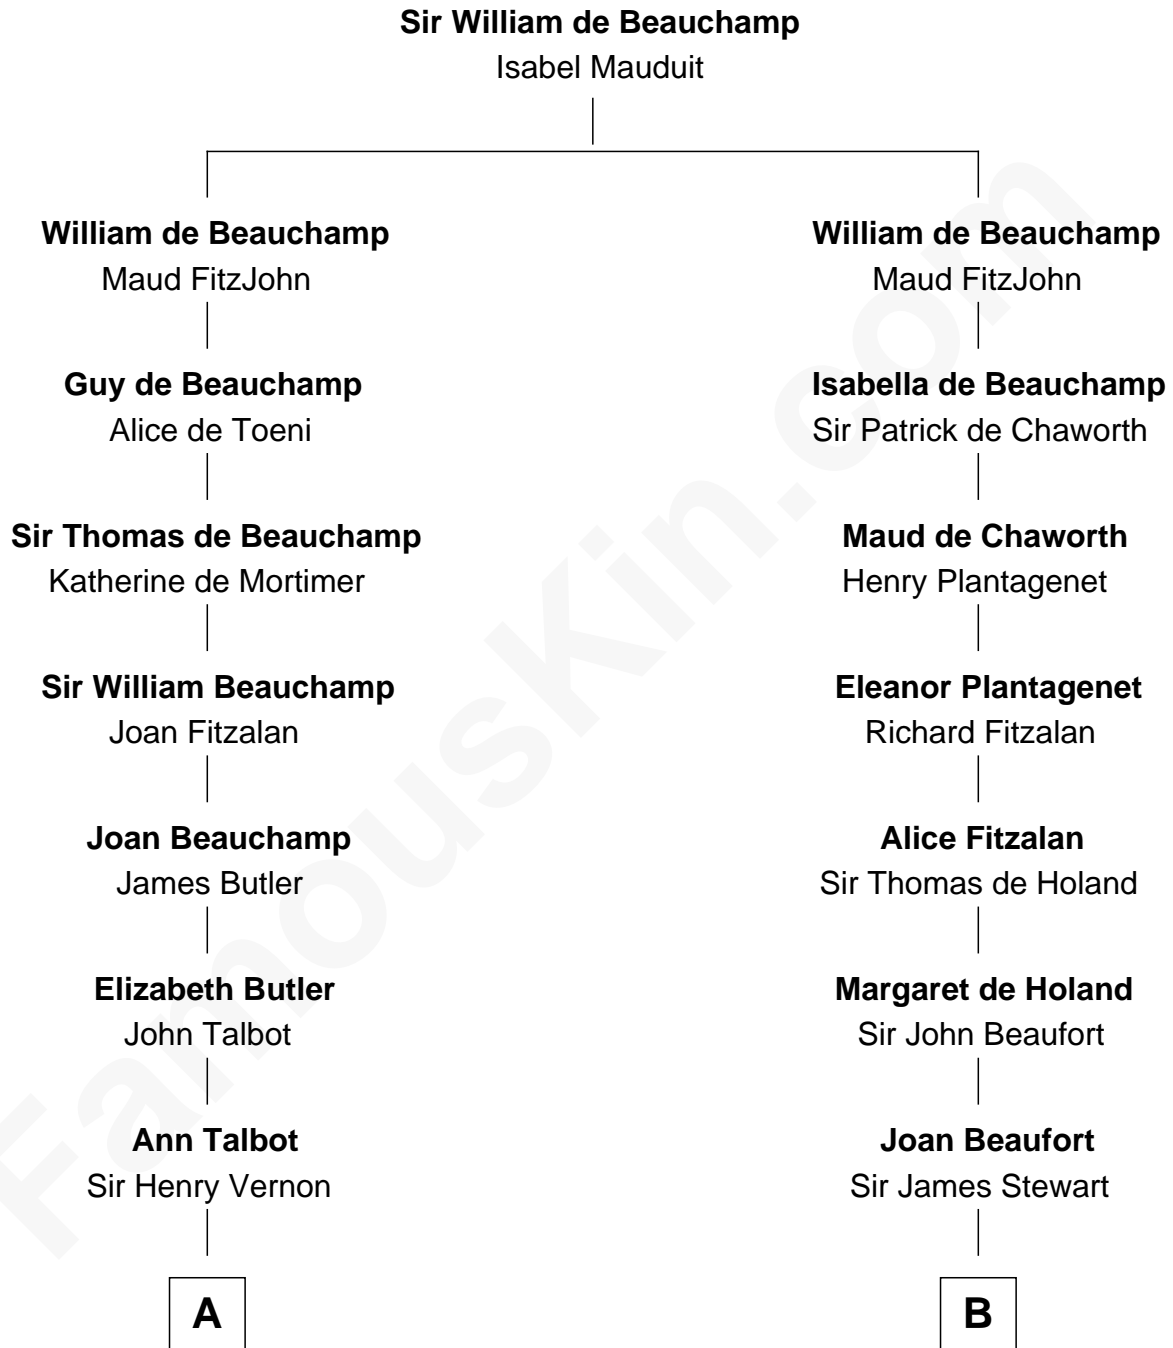 Sir William de Beauchamp
Isabel Mauduit
William de Beauchamp
Maud FitzJohn
William de Beauchamp
Maud FitzJohn
Guy de Beauchamp
Alice de Toeni
Isabella de Beauchamp
Sir Patrick de Chaworth
Sir Thomas de Beauchamp
Katherine de Mortimer
Maud de Chaworth
Henry Plantagenet
Sir William Beauchamp
Joan Fitzalan
Eleanor Plantagenet
Richard Fitzalan
Joan Beauchamp
James Butler
Alice Fitzalan
Sir Thomas de Holand
Elizabeth Butler
John Talbot
Margaret de Holand
Sir John Beaufort
Ann Talbot
Sir Henry Vernon
Joan Beaufort
Sir James Stewart
A
B
FamousKin.com